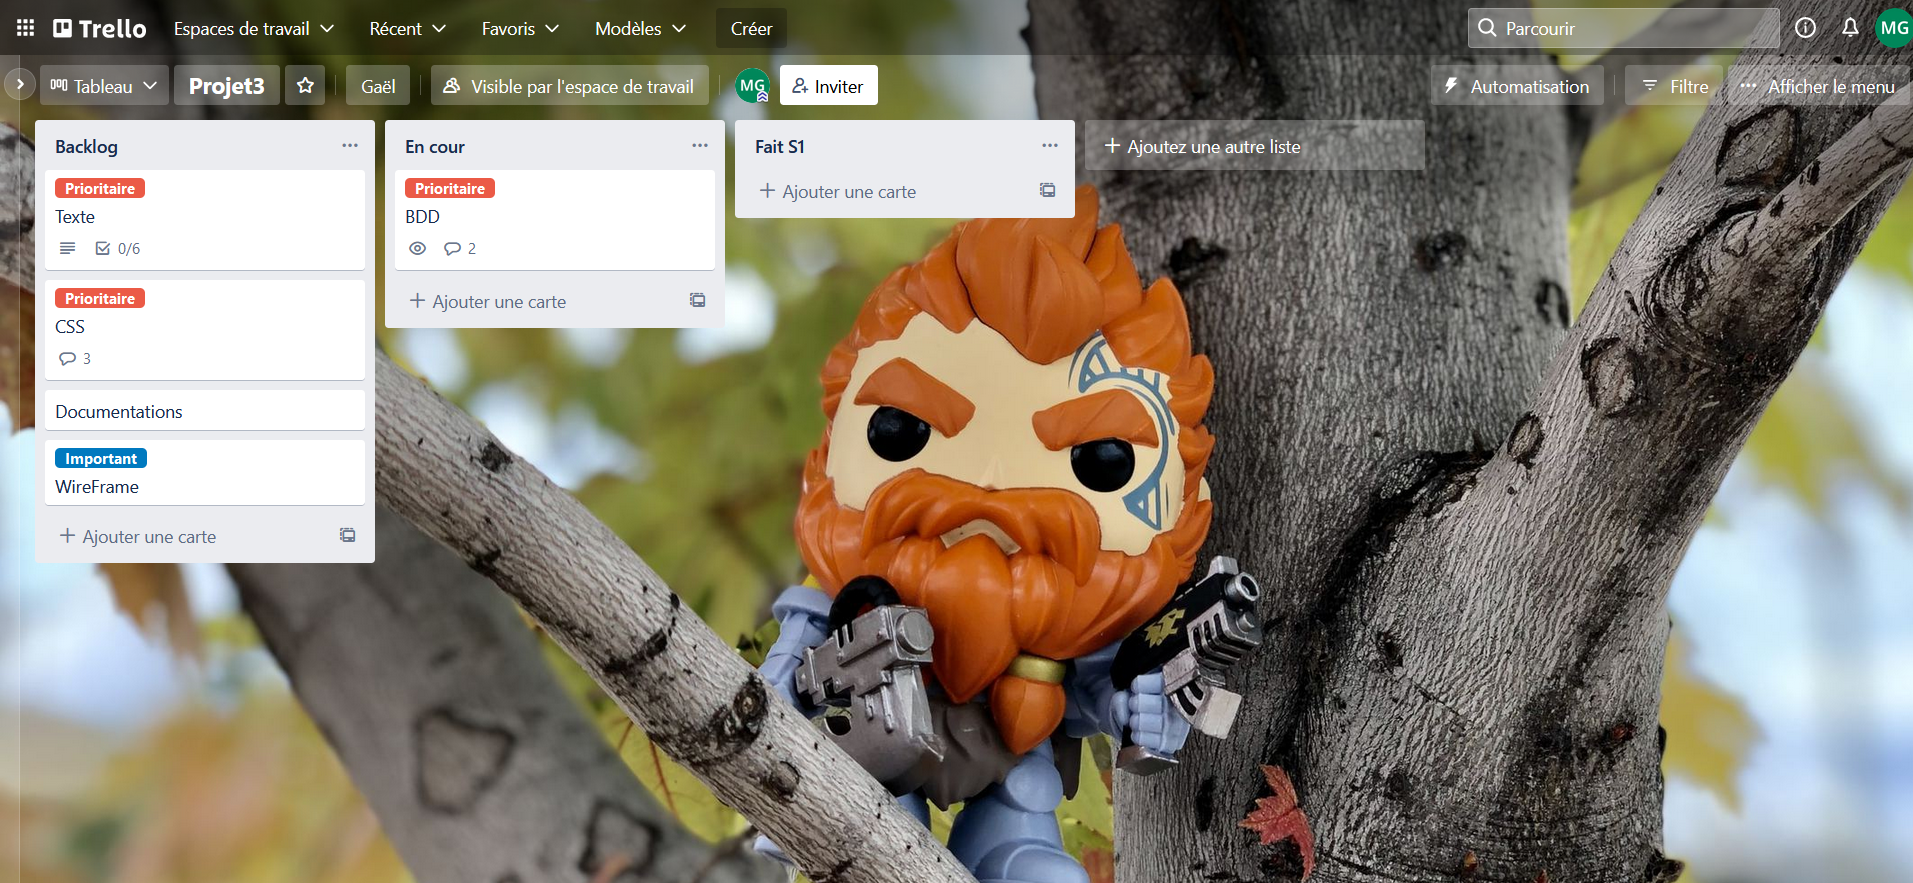 Trello Espaces de travail Récent Favoris Modèles Créer Parcourir MG
Tableau Projet3 Gaël Visible par l'espace de travail MG Inviter Automatisation Filtre Afficher le menu
Backlog
Prioritaire
Texte
0/6
Prioritaire
CSS
3
Documentations
Important
WireFrame
Ajouter une carte
En cour
Prioritaire
BDD
2
Ajouter une carte
Fait S1
Ajouter une carte
Ajoutez une autre liste